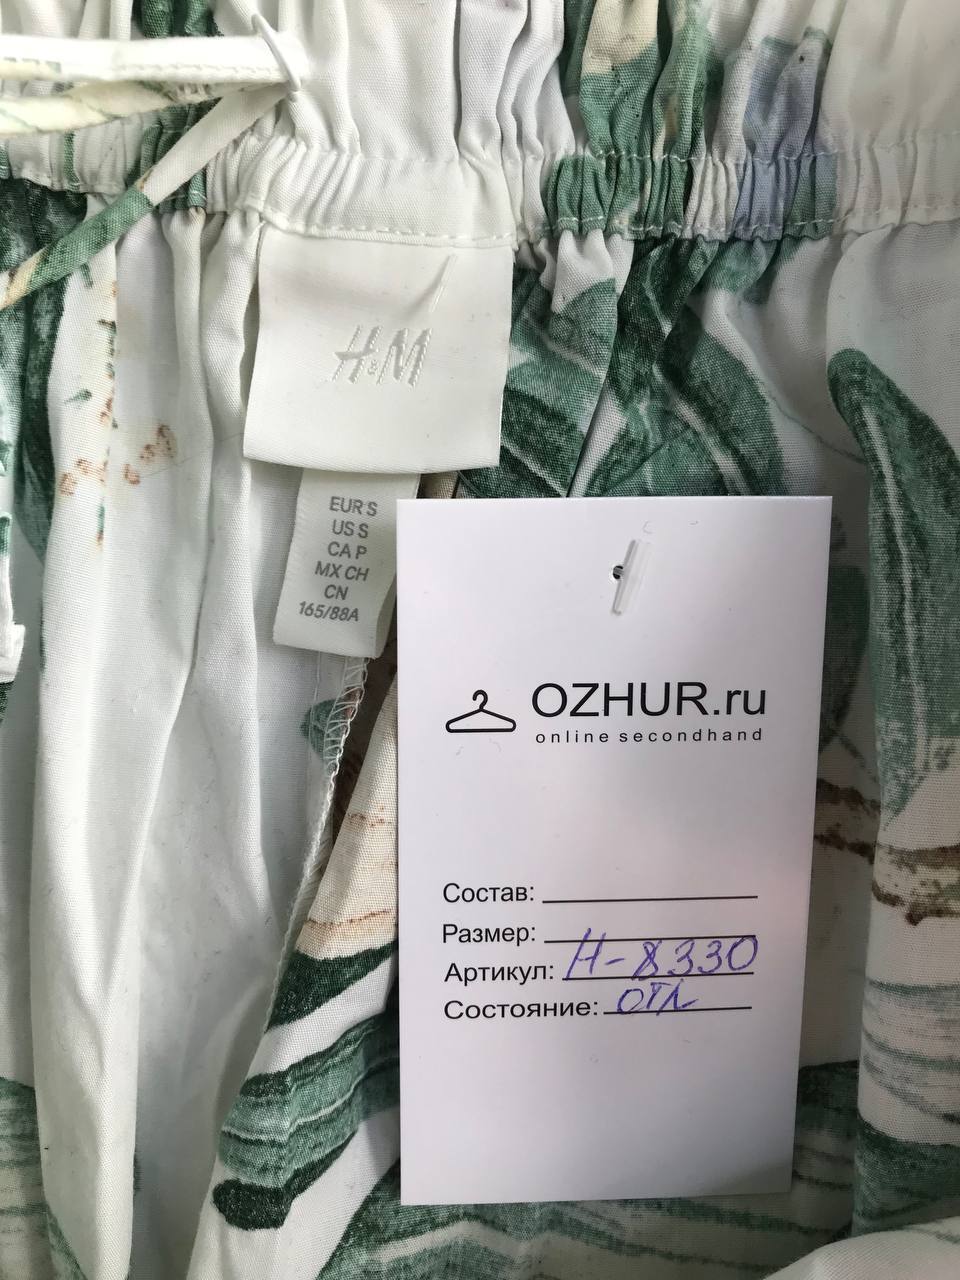 H&M
EUR S
US S
CA P
MX CH
CN
165/88A
OZHUR.ru
online secondhand
Состав:
Размер:
Артикул: Н-8330
Состояние: отл